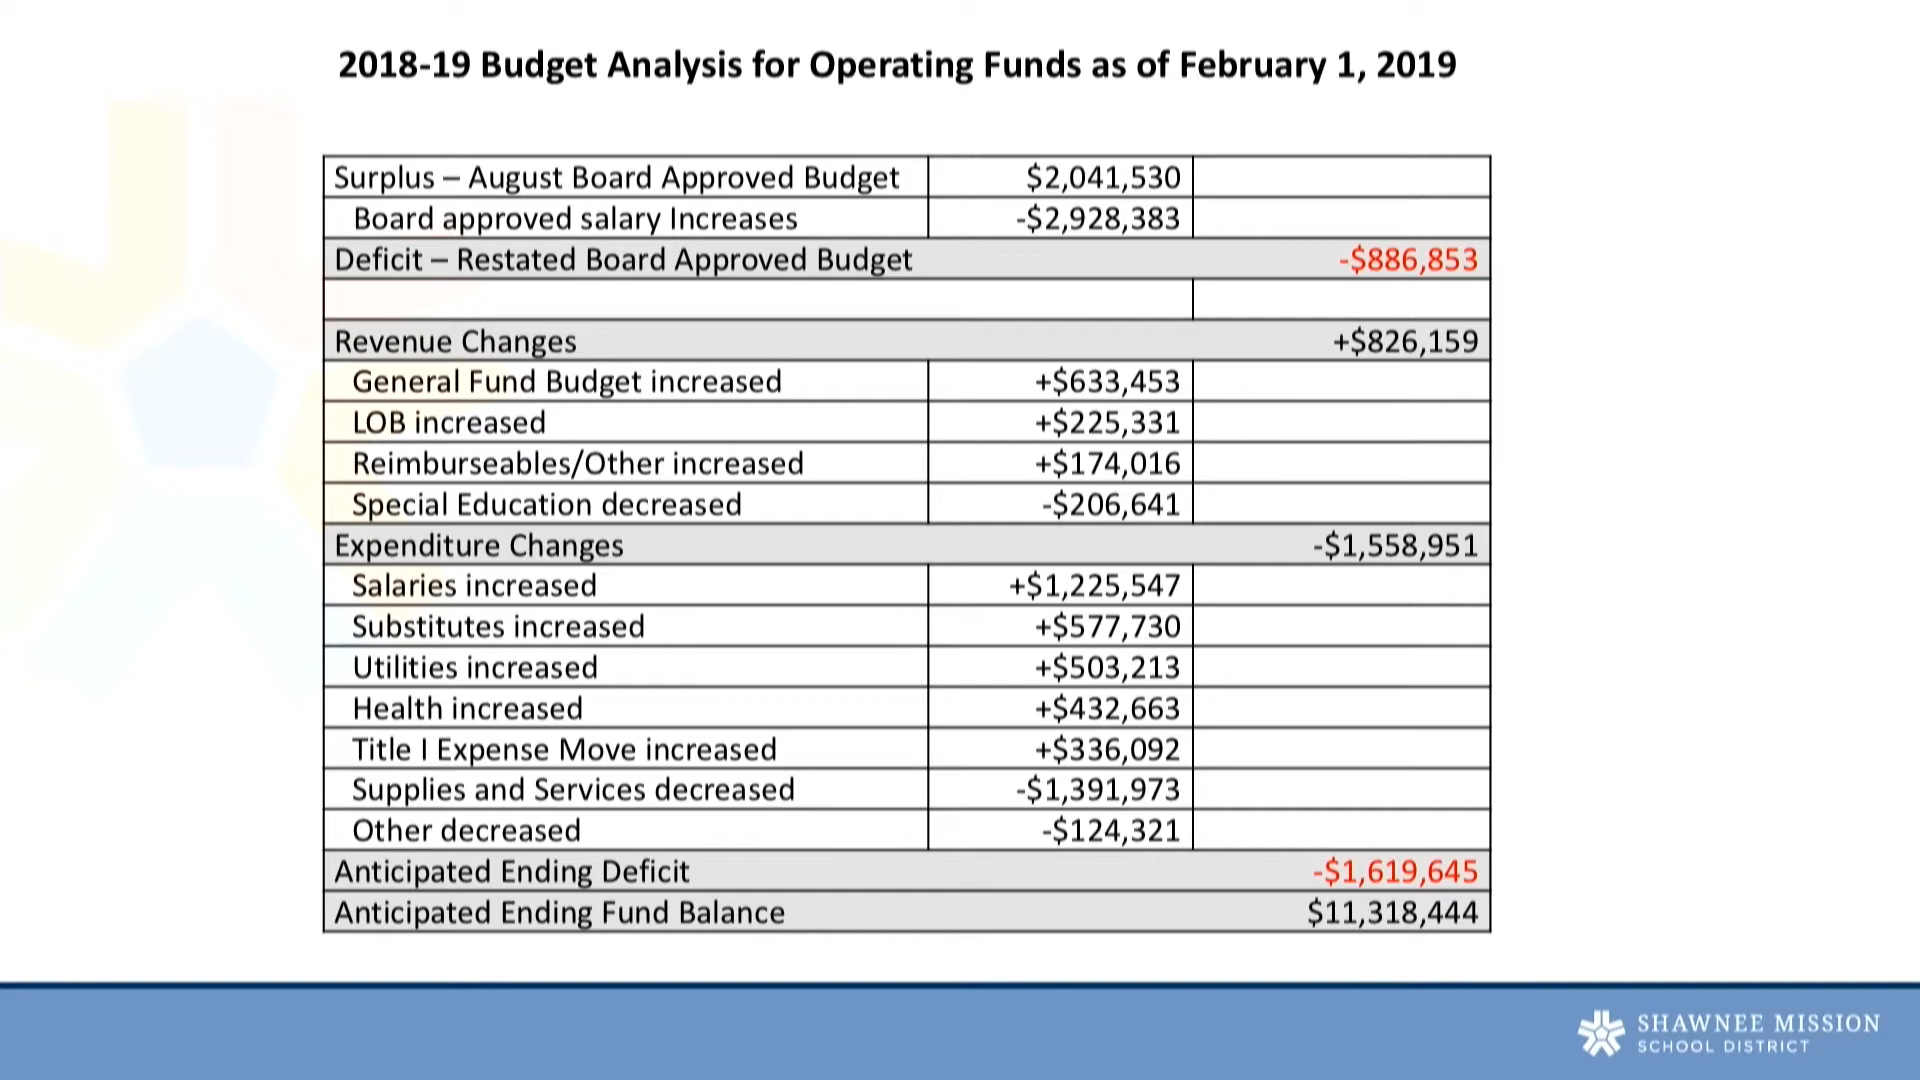 2018-19 Budget Analysis for Operating Funds as of February 1, 2019
Surplus – August Board Approved Budget $2,041,530
Board approved salary Increases -$2,928,383
Deficit – Restated Board Approved Budget -$886,853
Revenue Changes +$826,159
General Fund Budget increased +$633,453
LOB increased +$225,331
Reimburseables/Other increased +$174,016
Special Education decreased -$206,641
Expenditure Changes -$1,558,951
Salaries increased +$1,225,547
Substitutes increased +$577,730
Utilities increased +$503,213
Health increased +$432,663
Title I Expense Move increased +$336,092
Supplies and Services decreased -$1,391,973
Other decreased -$124,321
Anticipated Ending Deficit -$1,619,645
Anticipated Ending Fund Balance $11,318,444
SHAWNEE MISSION
SCHOOL DISTRICT